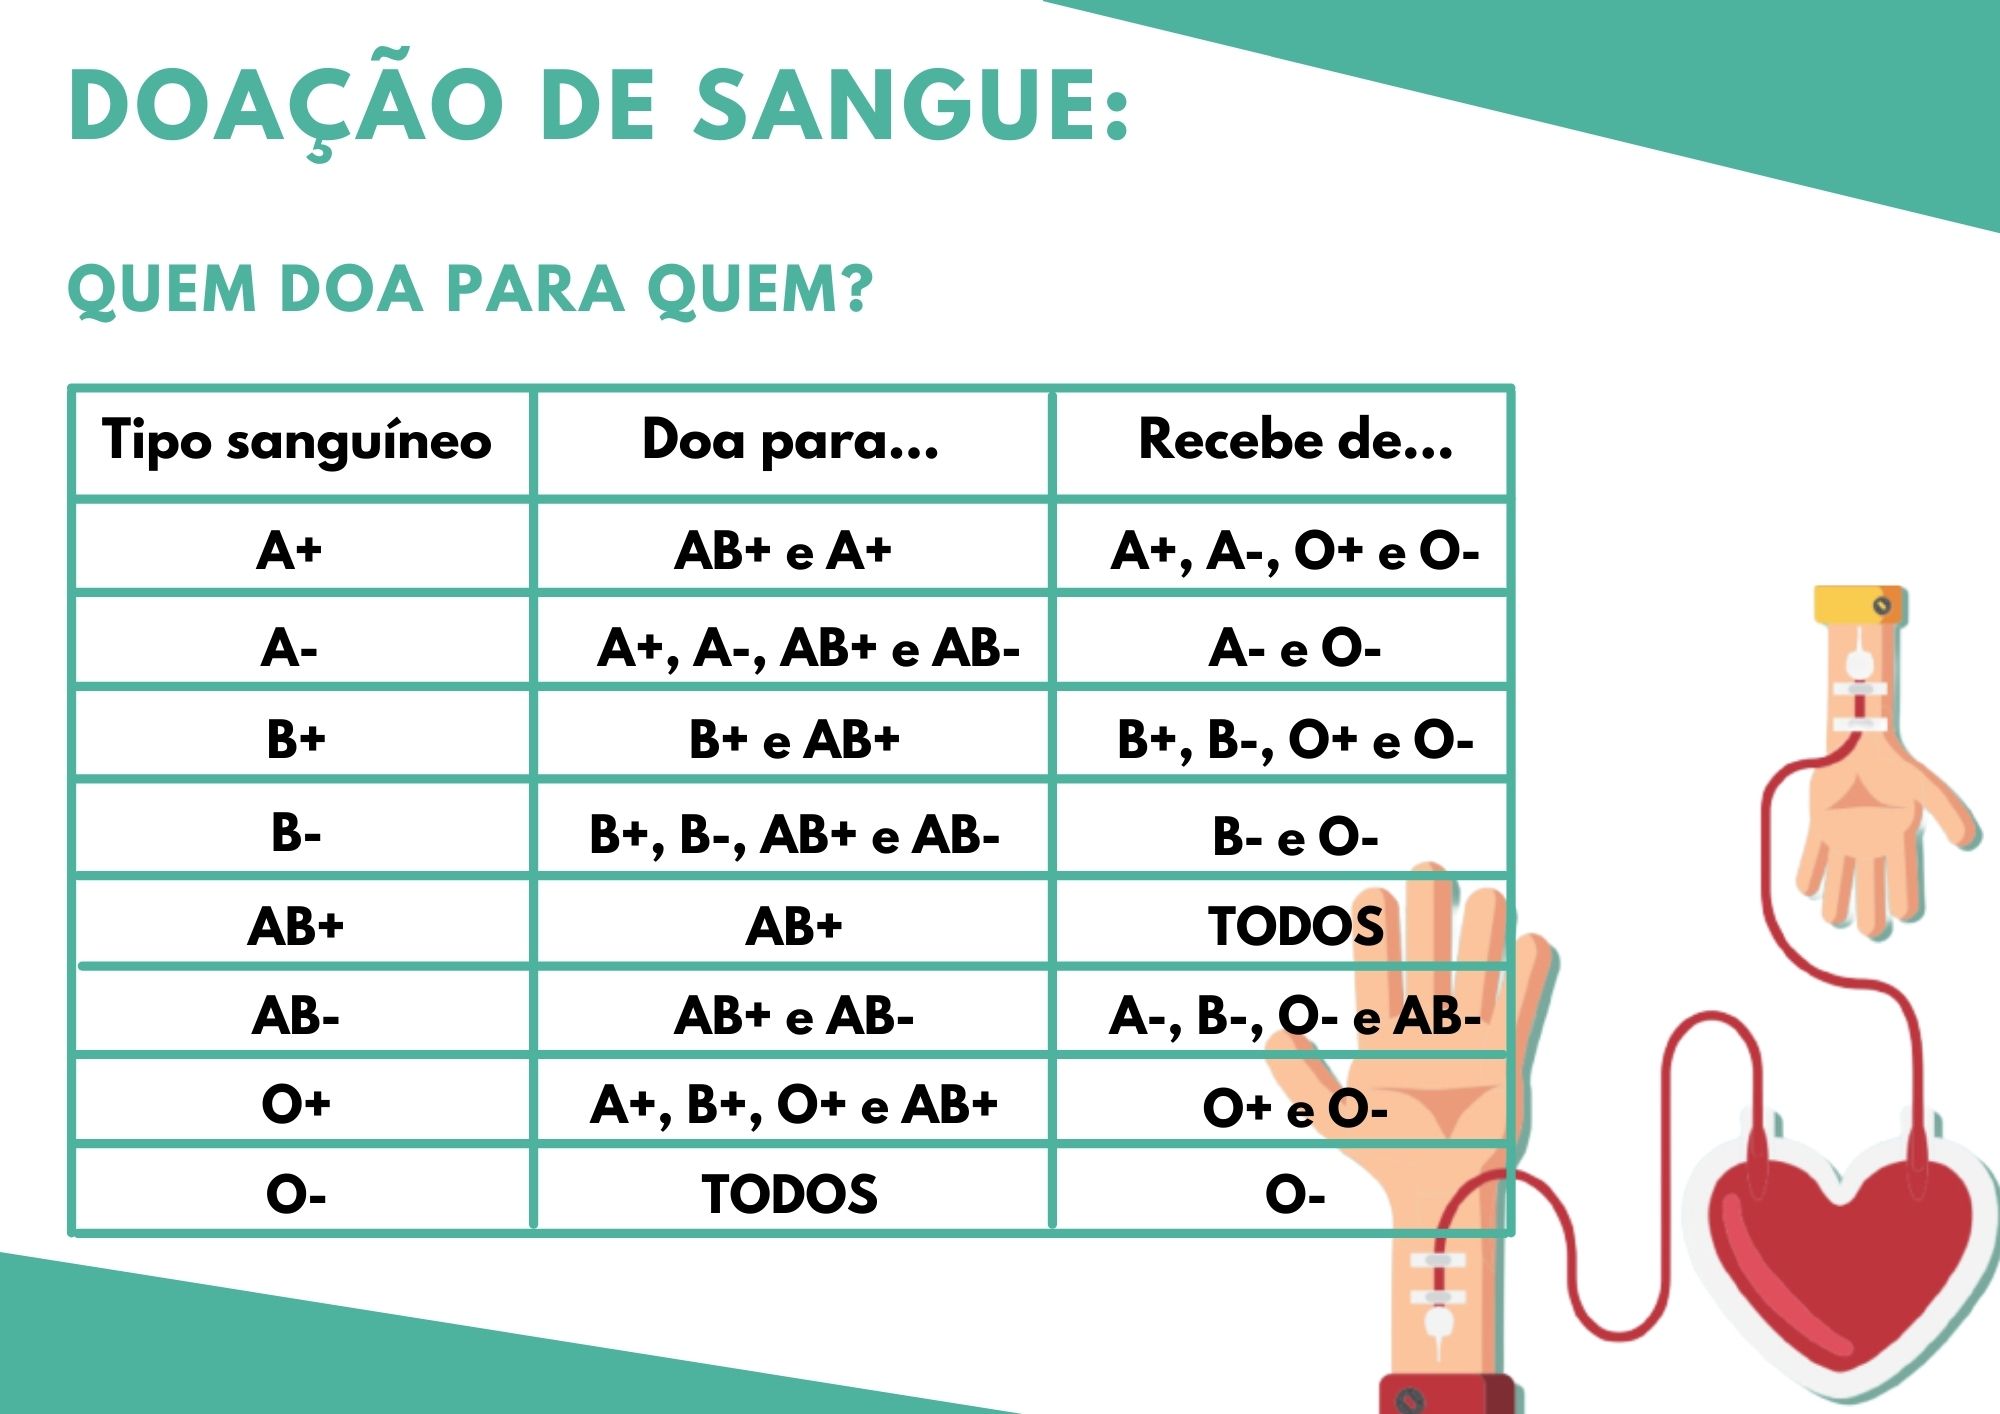 DOAÇÃO DE SANGUE:
QUEM DOA PARA QUEM?
Tipo sanguíneo Doa para... Recebe de...
A+ AB+ e A+ A+, A-, O+ e O-
A- A+, A-, AB+ e AB- A- e O-
B+ B+ e AB+ B+, B-, O+ e O-
B- B+, B-, AB+ e AB- B- e O-
AB+ AB+ TODOS
AB- AB+ e AB- A-, B-, O- e AB-
O+ A+, B+, O+ e AB+ O+ e O-
O- TODOS O-